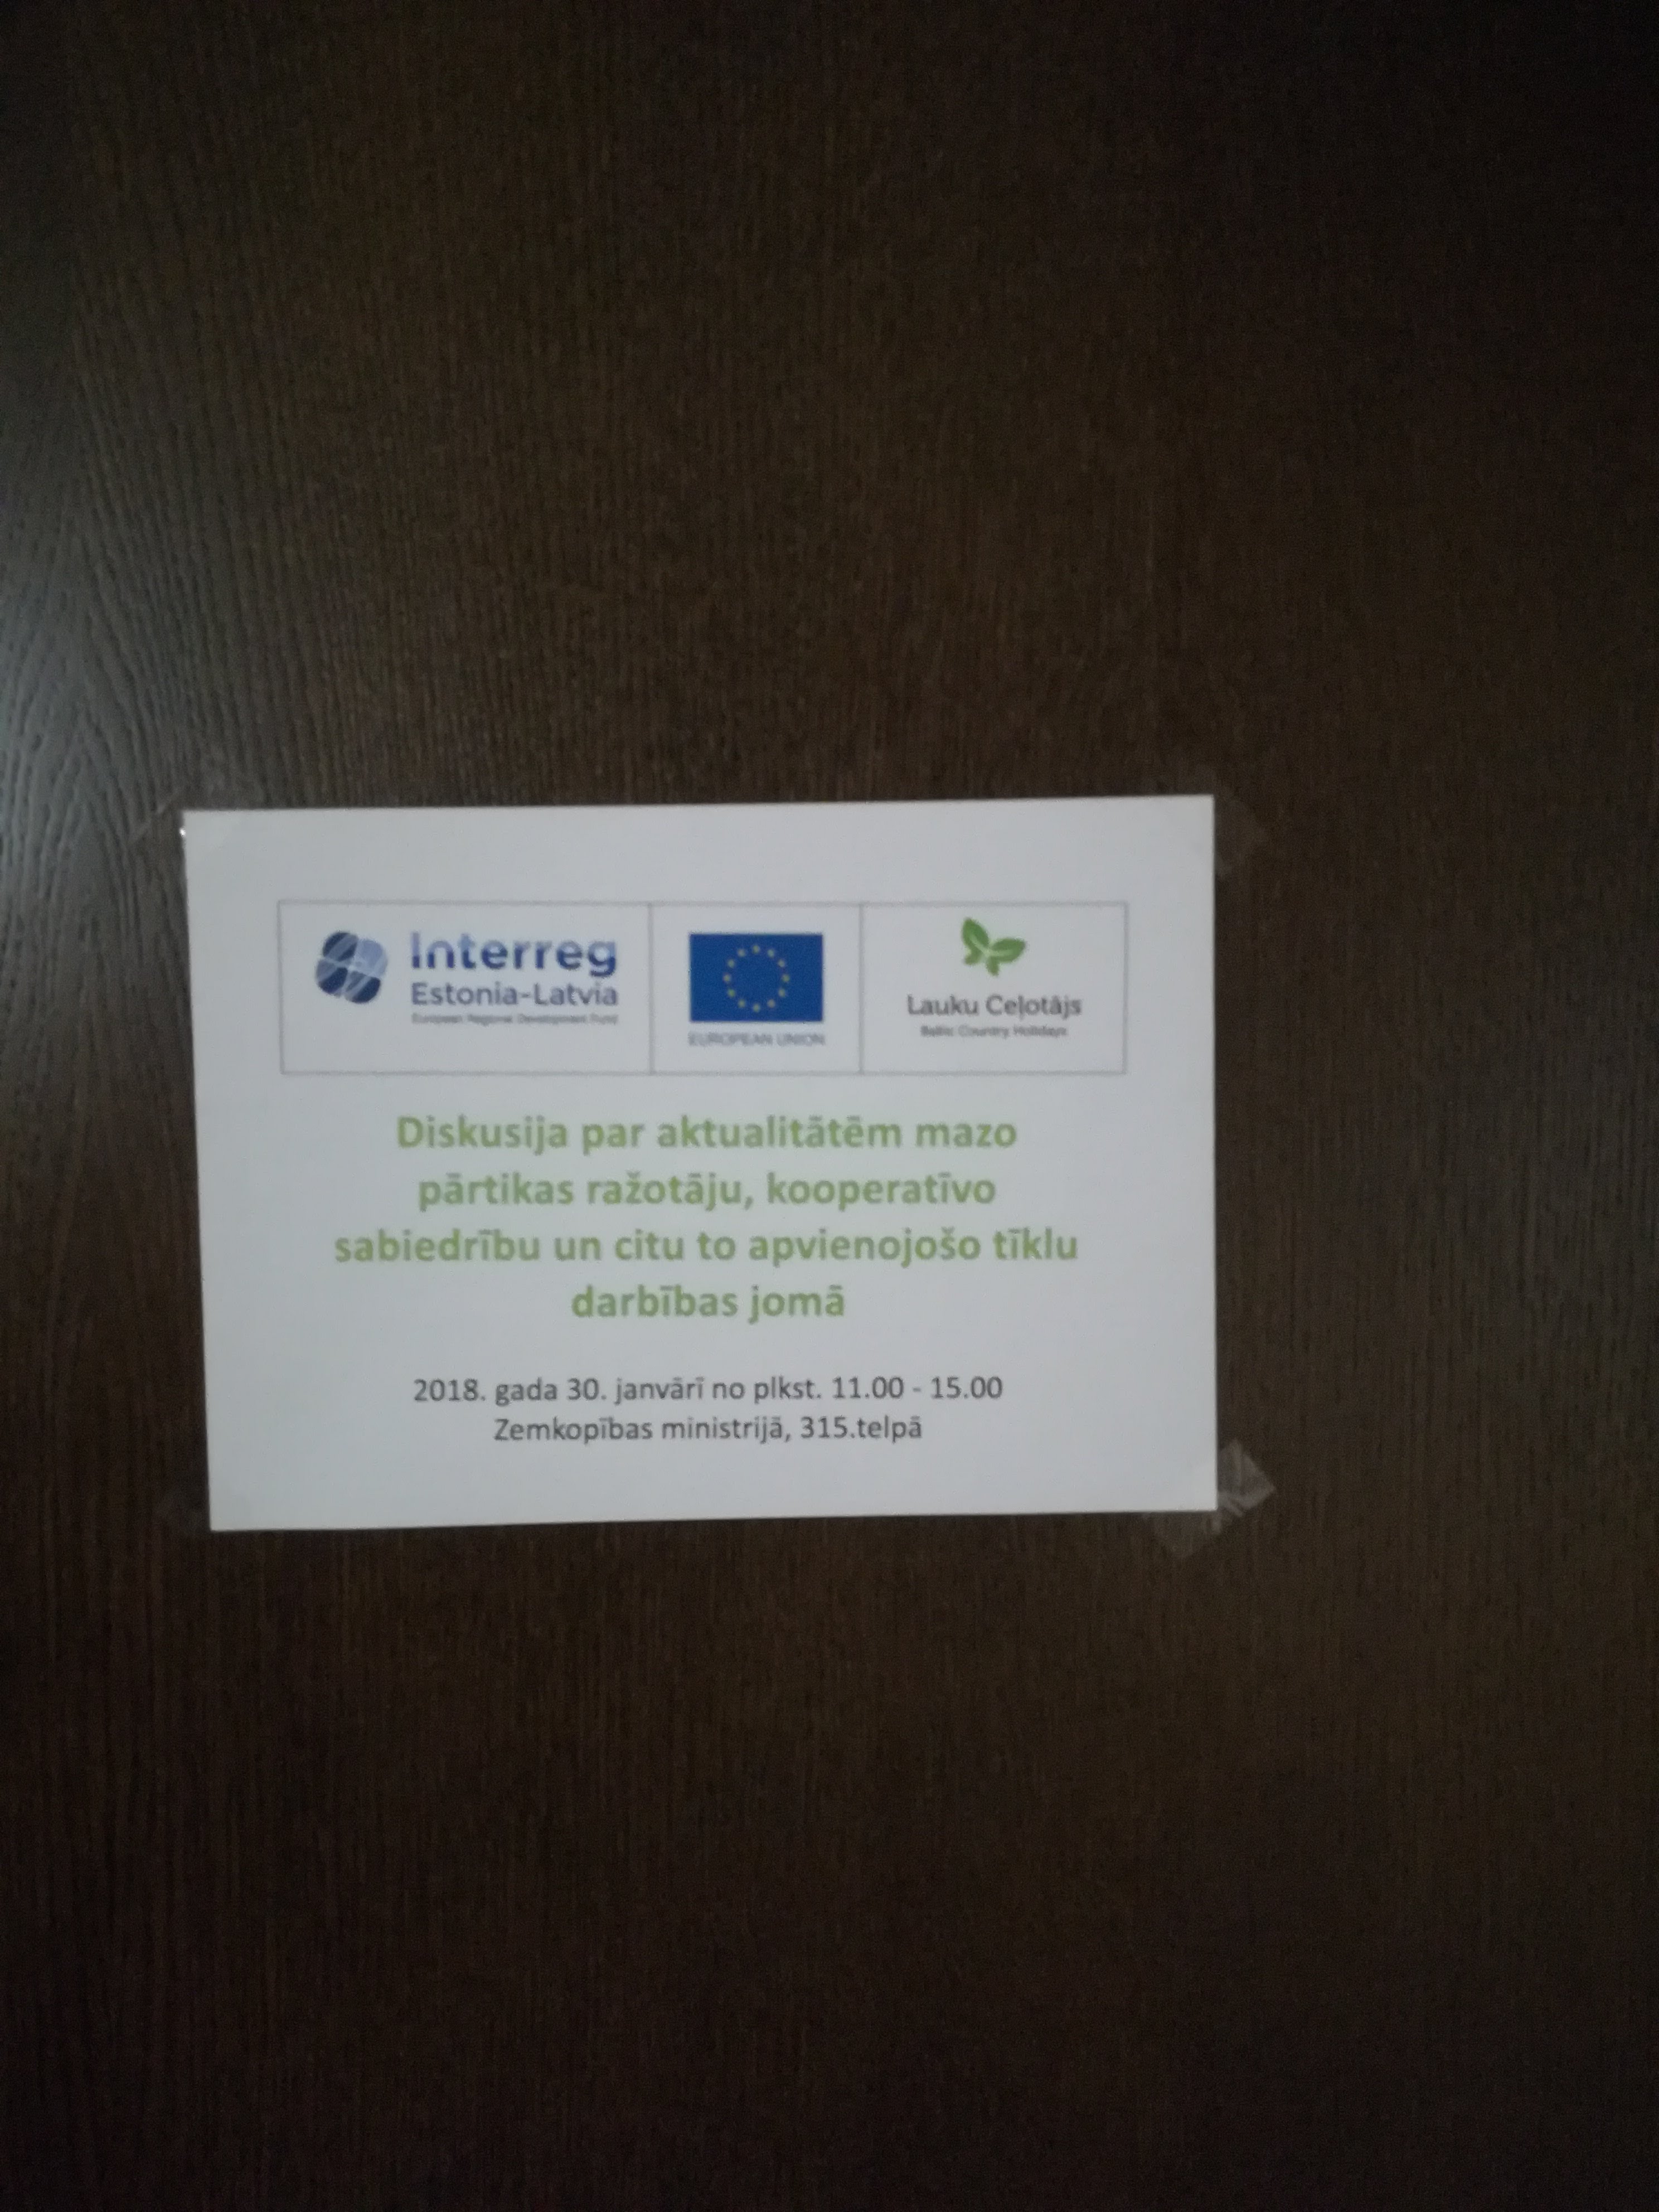 Interreg
Estonia-Latvia
European Regional Development Fund
EUROPEAN UNION
Lauku Ceļotājs
Baltic Country Holidays
Diskusija par aktualitātēm mazo
pārtikas ražotāju, kooperatīvo
sabiedrību un citu to apvienojošo tīklu
darbības jomā
2018. gada 30. janvārī no plkst. 11.00 - 15.00
Zemkopības ministrijā, 315.telpā